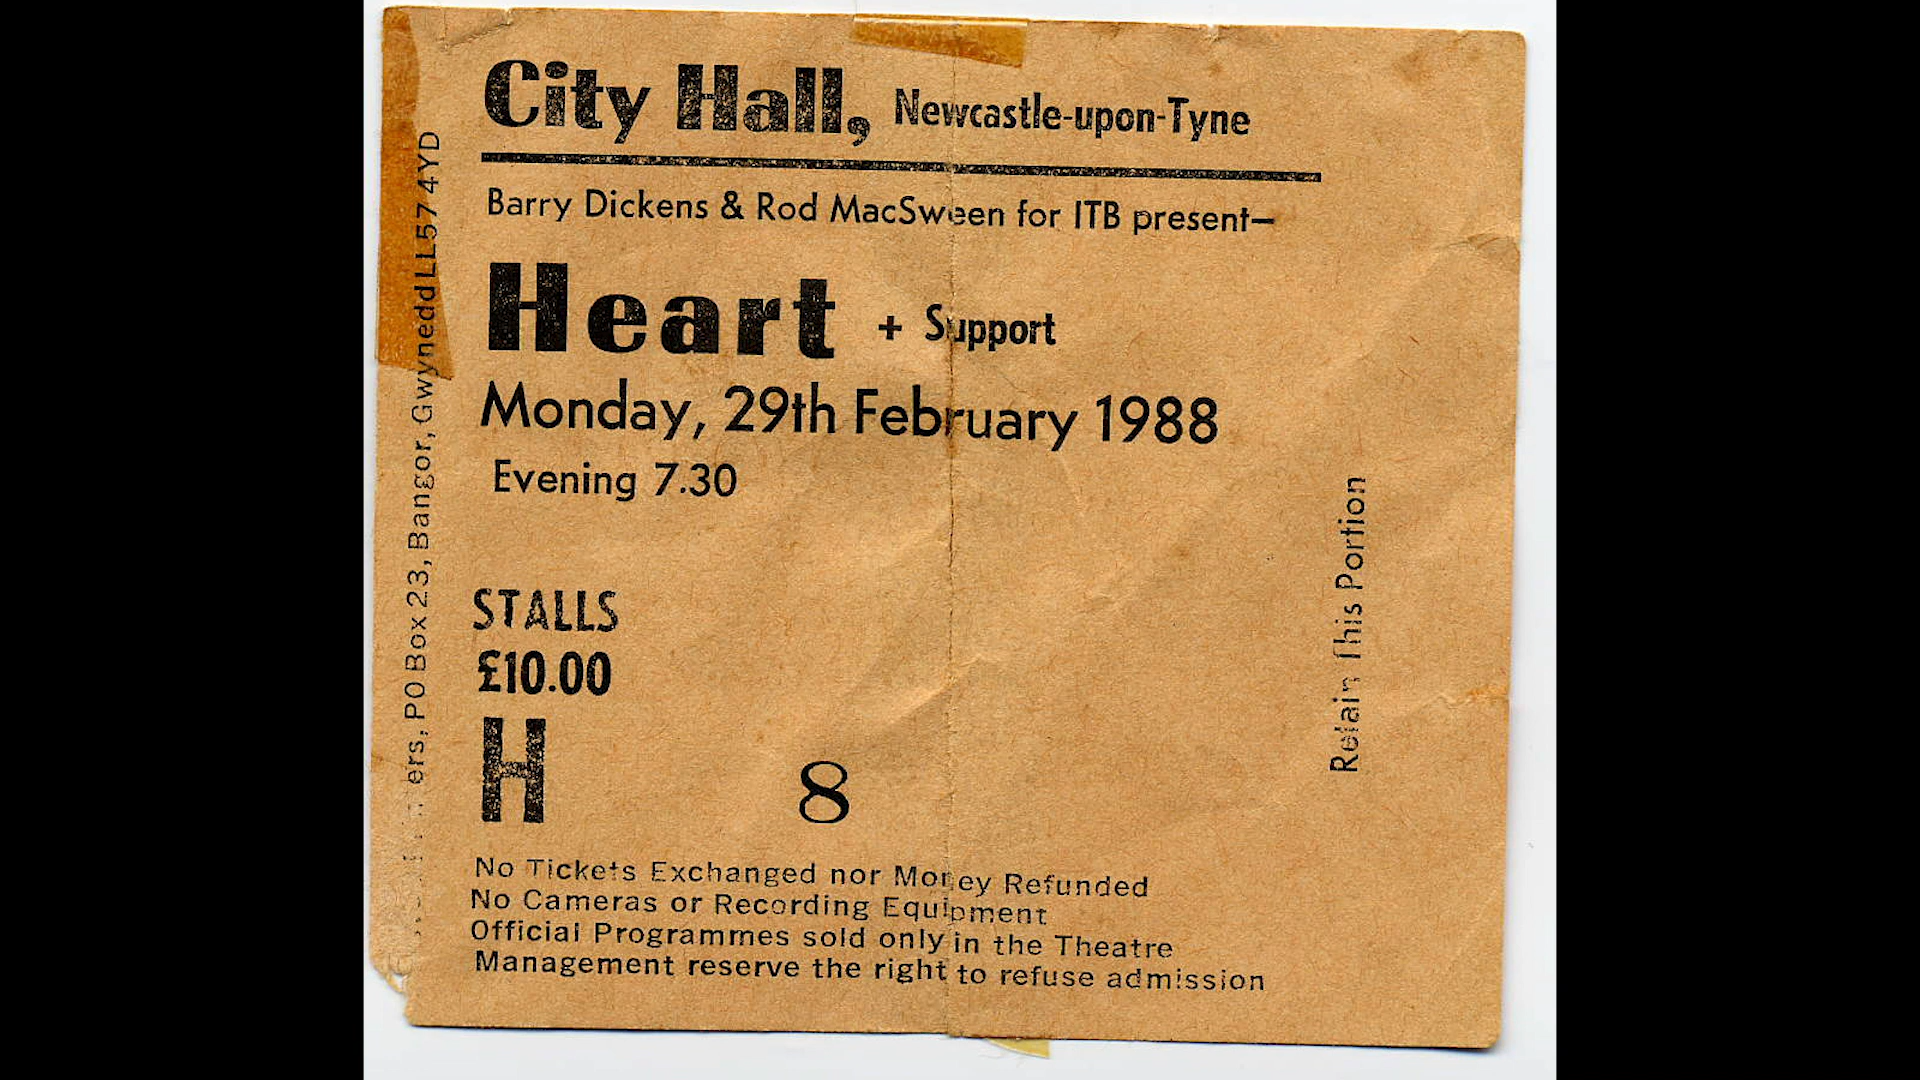 City Hall, Newcastle-upon-Tyne
Barry Dickens & Rod MacSween for ITB present—
Heart + Support
Monday, 29th February 1988
Evening 7.30
STALLS
£10.00
H 8
No Tickets Exchanged nor Money Refunded
No Cameras or Recording Equipment
Official Programmes sold only in the Theatre
Management reserve the right to refuse admission
PO Box 23, Bangor, Gwynedd LL57 4YD
Retain This Portion